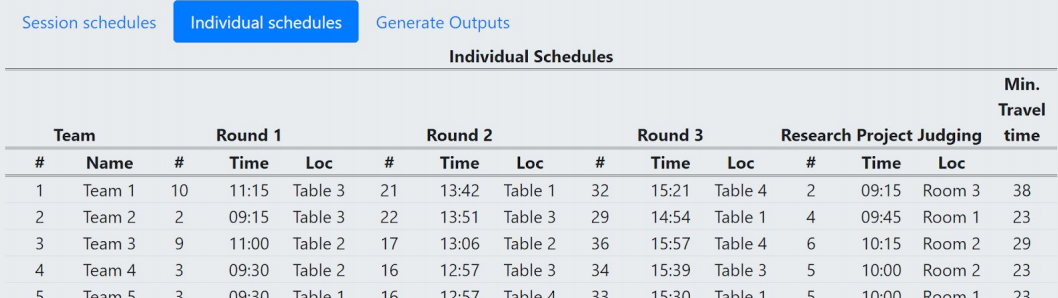 Session schedules Individual schedules Generate Outputs
Individual Schedules
Min.
Travel
Team Round 1 Round 2 Round 3 Research Project Judging time
# Name # Time Loc # Time Loc # Time Loc # Time Loc
1 Team 1 10 11:15 Table 3 21 13:42 Table 1 32 15:21 Table 4 2 09:15 Room 3 38
2 Team 2 2 09:15 Table 3 22 13:51 Table 3 29 14:54 Table 1 4 09:45 Room 1 23
3 Team 3 9 11:00 Table 2 17 13:06 Table 2 36 15:57 Table 4 6 10:15 Room 2 29
4 Team 4 3 09:30 Table 2 16 12:57 Table 3 34 15:39 Table 3 5 10:00 Room 2 23
5 Team 5 3 09:30 Table 1 16 12:57 Table 4 33 15:30 Table 1 5 10:00 Room 1 23